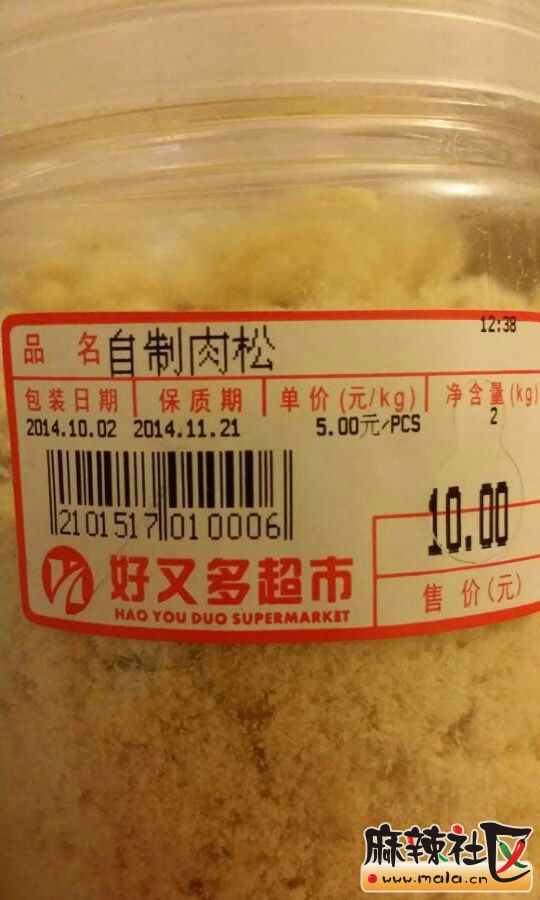 12:38
品 名 自制肉松
包装日期 保质期 单价(元/kg) 净含量(kg)
2014.10.02 2014.11.21 5.00元/PCS 2
2101517010006
10.00
好又多超市
HAO YOU DUO SUPERMARKET
售 价(元)
麻辣社区
www.mala.cn